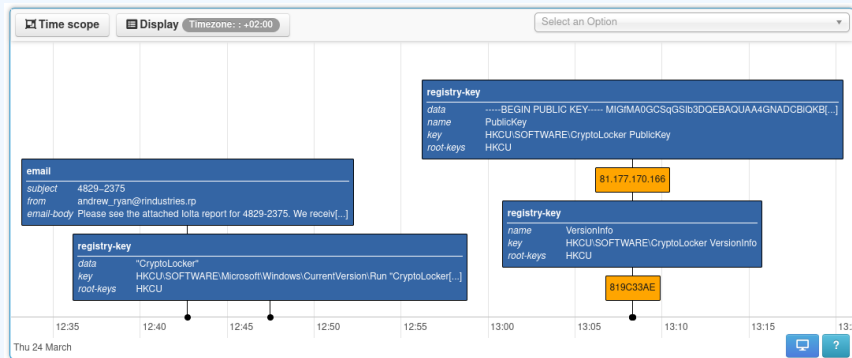 Time scope
Display Timezone: : +02:00
Select an Option
registry-key
data -----BEGIN PUBLIC KEY----- MIGfMA0GCSqGSIb3DQEBAQUAA4GNADCBiQKB[...]
name PublicKey
key HKCU\SOFTWARE\CryptoLocker PublicKey
root-keys HKCU
81.177.170.166
email
subject 4829–2375
from andrew_ryan@rindustries.rp
email-body Please see the attached Iolta report for 4829-2375. We receiv[...]
registry-key
name VersionInfo
key HKCU\SOFTWARE\CryptoLocker VersionInfo
root-keys HKCU
registry-key
data "CryptoLocker"
key HKCU\SOFTWARE\Microsoft\Windows\CurrentVersion\Run "CryptoLocker[...]
root-keys HKCU
819C33AE
12:35 12:40 12:45 12:50 12:55 13:00 13:05 13:10 13:15 13:
Thu 24 March
?